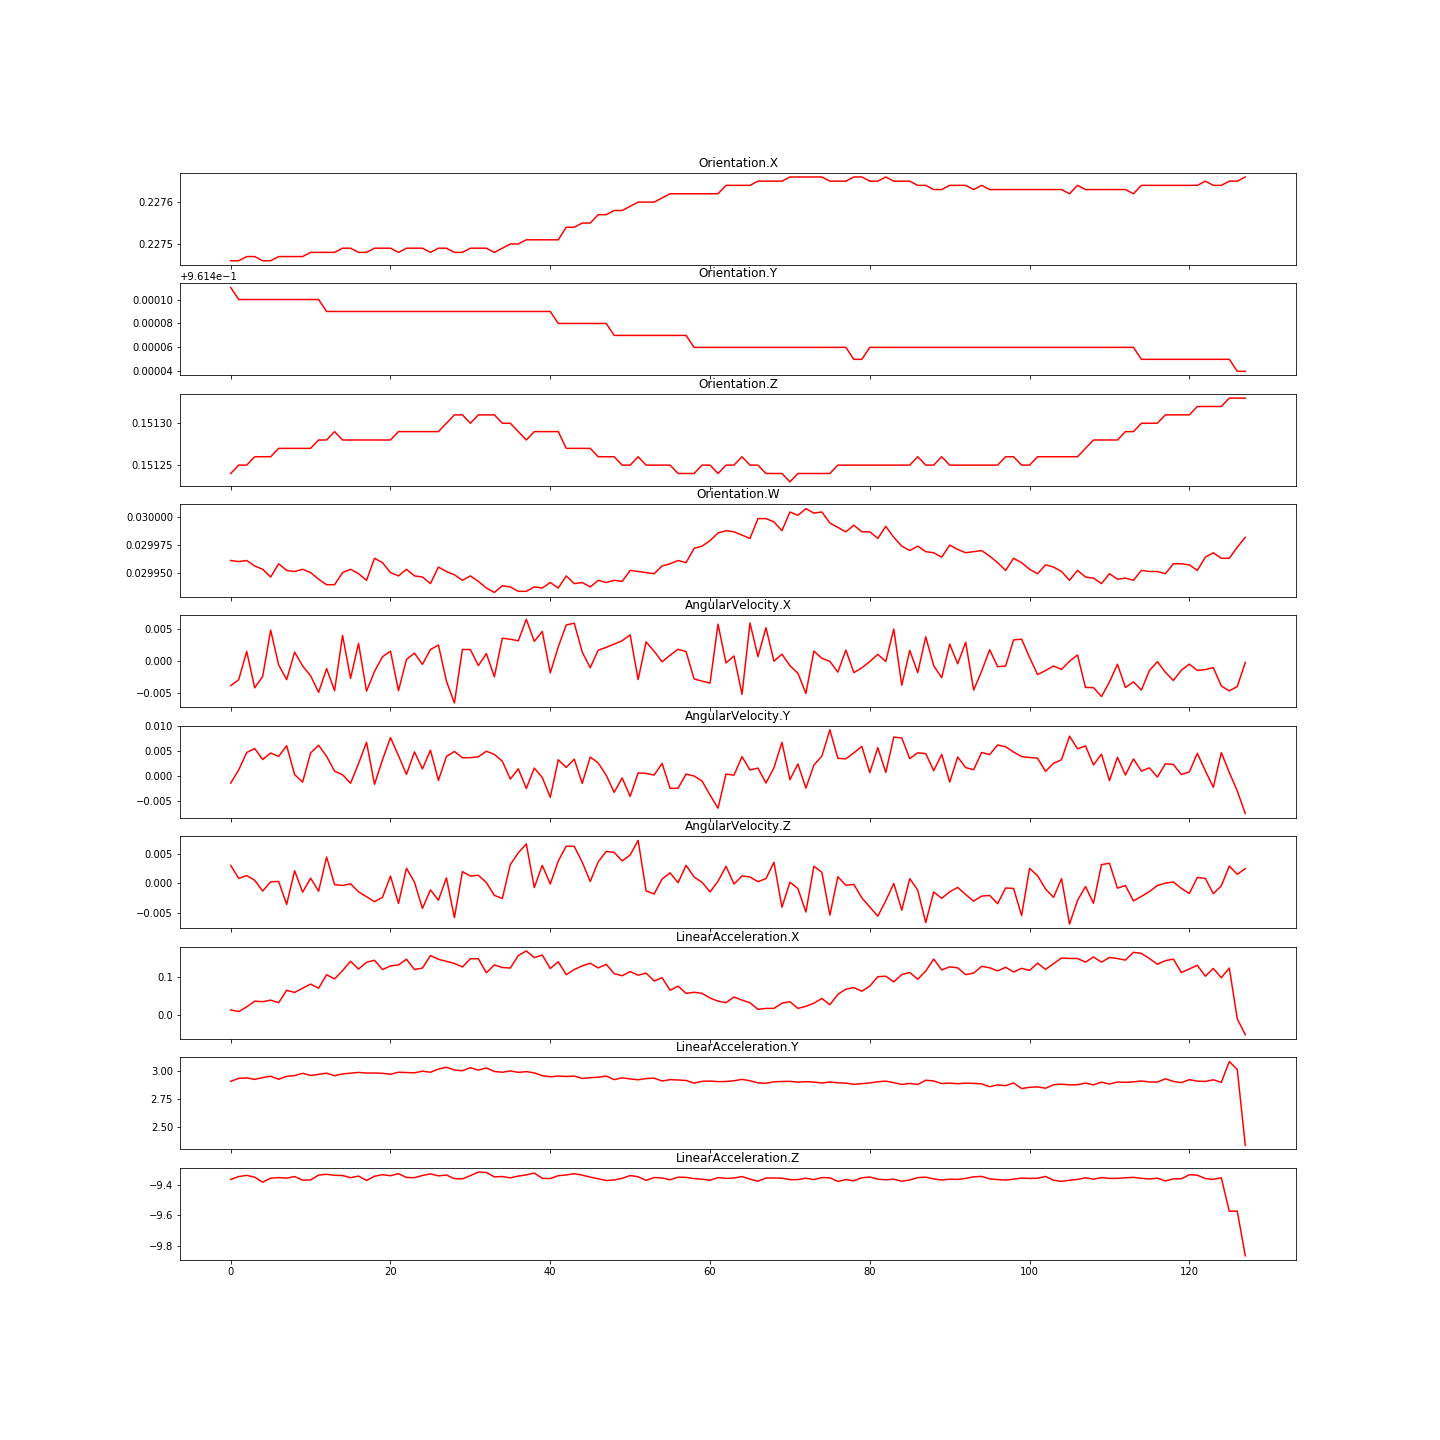 Orientation.X
0.2276
0.2275
+9.614e−1
Orientation.Y
0.00010
0.00008
0.00006
0.00004
Orientation.Z
0.15130
0.15125
Orientation.W
0.030000
0.029975
0.029950
AngularVelocity.X
0.005
0.000
−0.005
AngularVelocity.Y
0.010
0.005
0.000
−0.005
AngularVelocity.Z
0.005
0.000
−0.005
LinearAcceleration.X
0.1
0.0
LinearAcceleration.Y
3.00
2.75
2.50
LinearAcceleration.Z
−9.4
−9.6
−9.8
0 20 40 60 80 100 120